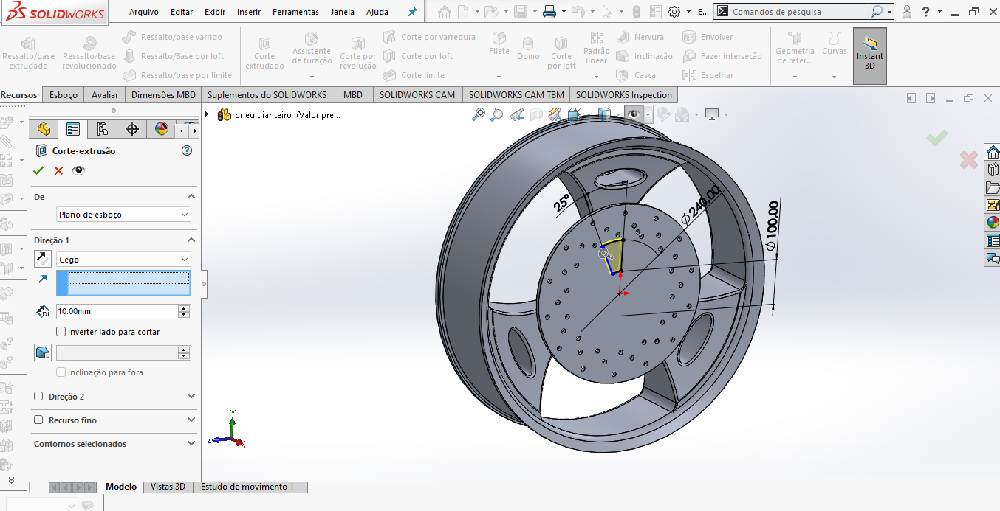 SOLIDWORKS
Arquivo Editar Exibir Inserir Ferramentas Janela Ajuda
E...
Comandos de pesquisa
Ressalto/base extrudado
Ressalto/base revolucionado
Ressalto/base varrido
Ressalto/Base por loft
Ressalto/base por limite
Corte extrudado
Assistente de furação
Corte por revolução
Corte por varredura
Corte por loft
Corte limite
Filete
Domo
Corte por loft
Padrão linear
Nervura
Inclinação
Casca
Envolver
Fazer interseção
Espelhar
Geometria de refer...
Curvas
Instant 3D
Recursos Esboço Avaliar Dimensões MBD Suplementos do SOLIDWORKS MBD SOLIDWORKS CAM SOLIDWORKS CAM TBM SOLIDWORKS Inspection
pneu dianteiro (Valor pre...
Corte-extrusão
De
Plano de esboço
Direção 1
Cego
D1
10.00mm
Inverter lado para cortar
Inclinação para fora
Direção 2
Recurso fino
Contornos selecionados
25°
Ø240,00
Ø100,00
Y
Z
X
Modelo Vistas 3D Estudo de movimento 1